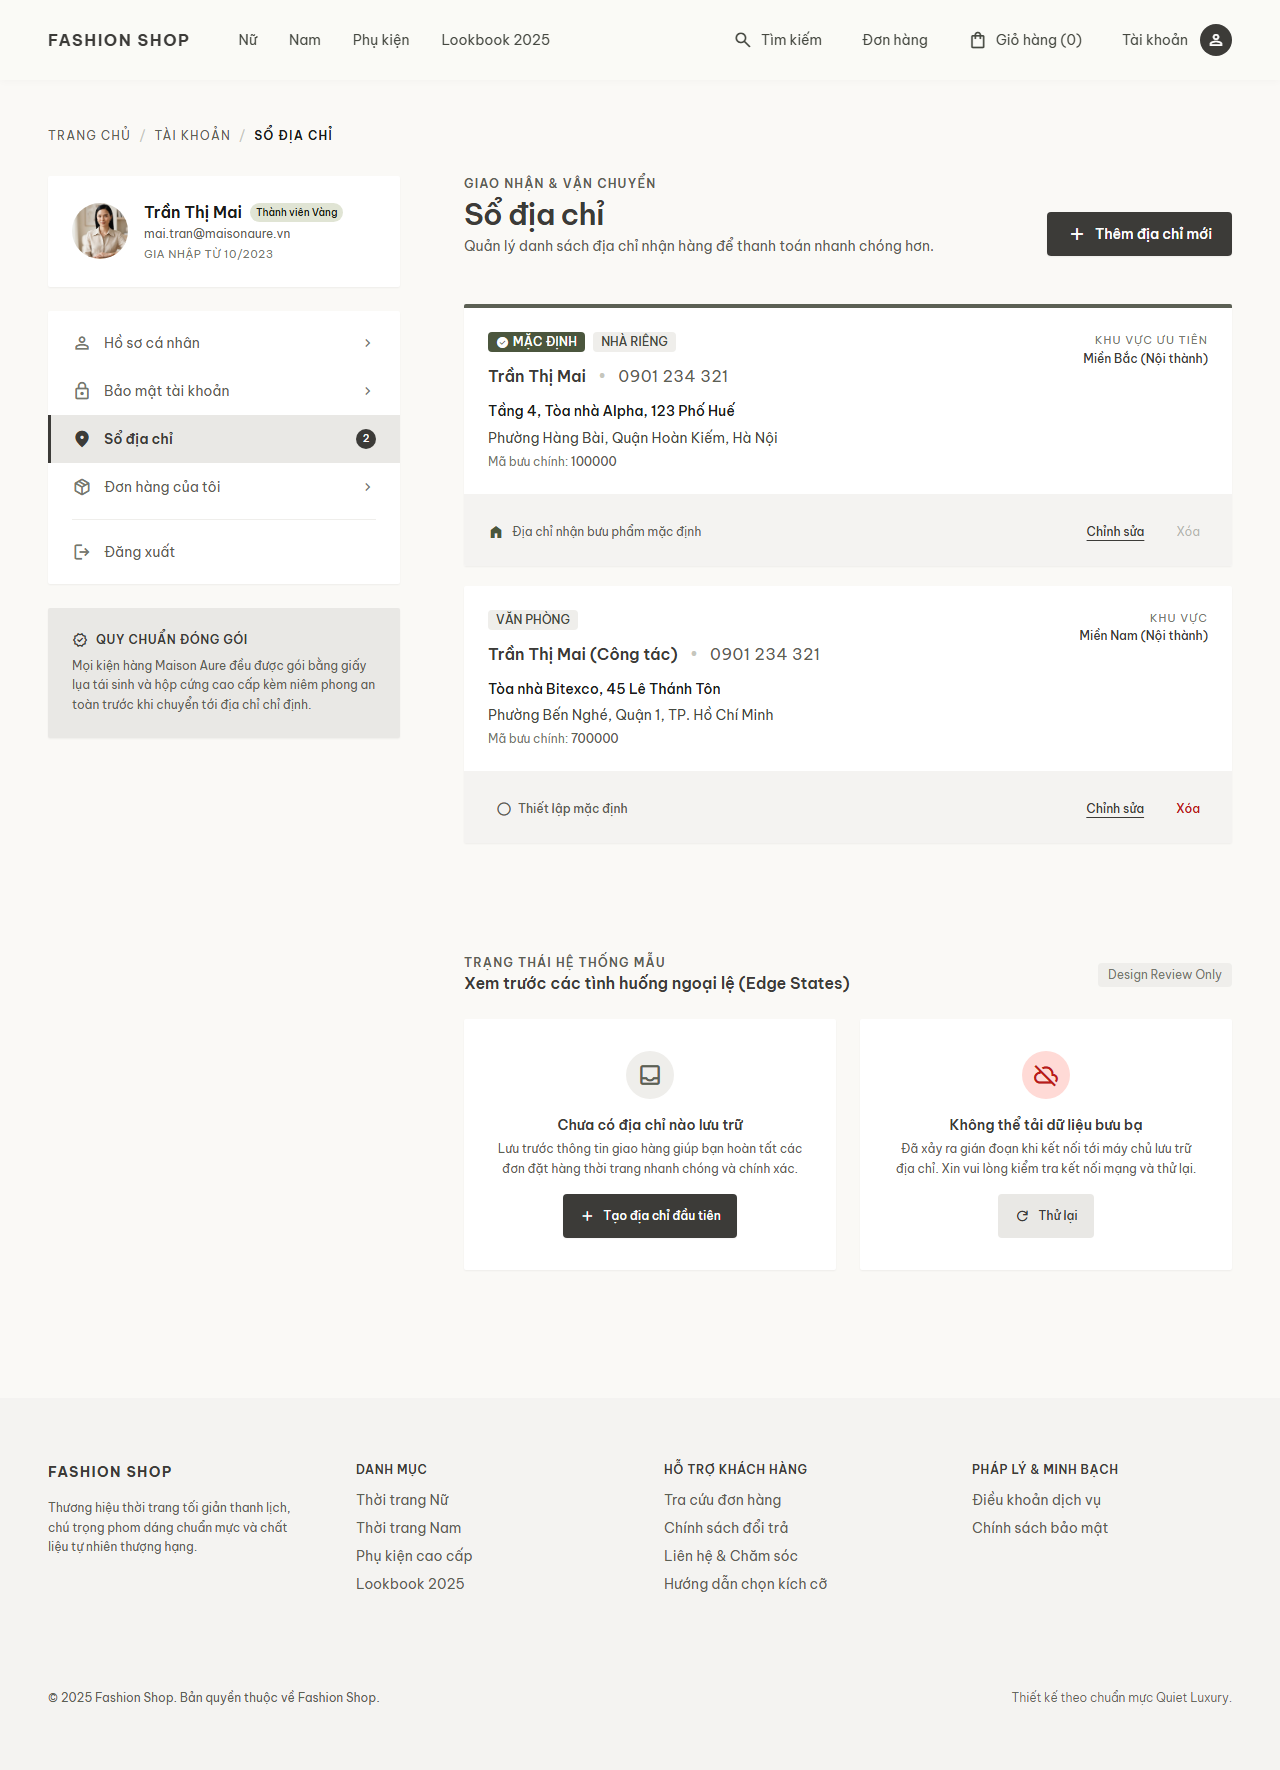 FASHION SHOP
Nữ
Nam
Phụ kiện
Lookbook 2025
Tìm kiếm
Đơn hàng
Giỏ hàng (0)
Tài khoản
TRANG CHỦ / TÀI KHOẢN / SỔ ĐỊA CHỈ
Trần Thị Mai
Thành viên Vàng
mai.tran@maisonaure.vn
GIA NHẬP TỪ 10/2023
Hồ sơ cá nhân
Bảo mật tài khoản
Sổ địa chỉ
2
Đơn hàng của tôi
Đăng xuất
QUY CHUẨN ĐÓNG GÓI
Mọi kiện hàng Maison Aure đều được gói bằng giấy
lụa tái sinh và hộp cứng cao cấp kèm niêm phong an
toàn trước khi chuyển tới địa chỉ chỉ định.
GIAO NHẬN & VẬN CHUYỂN
Sổ địa chỉ
Quản lý danh sách địa chỉ nhận hàng để thanh toán nhanh chóng hơn.
Thêm địa chỉ mới
MẶC ĐỊNH
NHÀ RIÊNG
KHU VỰC ƯU TIÊN
Miền Bắc (Nội thành)
Trần Thị Mai • 0901 234 321
Tầng 4, Tòa nhà Alpha, 123 Phố Huế
Phường Hàng Bài, Quận Hoàn Kiếm, Hà Nội
Mã bưu chính: 100000
Địa chỉ nhận bưu phẩm mặc định
Chỉnh sửa
Xóa
VĂN PHÒNG
KHU VỰC
Miền Nam (Nội thành)
Trần Thị Mai (Công tác) • 0901 234 321
Tòa nhà Bitexco, 45 Lê Thánh Tôn
Phường Bến Nghé, Quận 1, TP. Hồ Chí Minh
Mã bưu chính: 700000
Thiết lập mặc định
Chỉnh sửa
Xóa
TRẠNG THÁI HỆ THỐNG MẪU
Xem trước các tình huống ngoại lệ (Edge States)
Design Review Only
Chưa có địa chỉ nào lưu trữ
Lưu trước thông tin giao hàng giúp bạn hoàn tất các
đơn đặt hàng thời trang nhanh chóng và chính xác.
Tạo địa chỉ đầu tiên
Không thể tải dữ liệu bưu bạ
Đã xảy ra gián đoạn khi kết nối tới máy chủ lưu trữ
địa chỉ. Xin vui lòng kiểm tra kết nối mạng và thử lại.
Thử lại
FASHION SHOP
Thương hiệu thời trang tối giản thanh lịch,
chú trọng phom dáng chuẩn mực và chất
liệu tự nhiên thượng hạng.
DANH MỤC
Thời trang Nữ
Thời trang Nam
Phụ kiện cao cấp
Lookbook 2025
HỖ TRỢ KHÁCH HÀNG
Tra cứu đơn hàng
Chính sách đổi trả
Liên hệ & Chăm sóc
Hướng dẫn chọn kích cỡ
PHÁP LÝ & MINH BẠCH
Điều khoản dịch vụ
Chính sách bảo mật
© 2025 Fashion Shop. Bản quyền thuộc về Fashion Shop.
Thiết kế theo chuẩn mực Quiet Luxury.